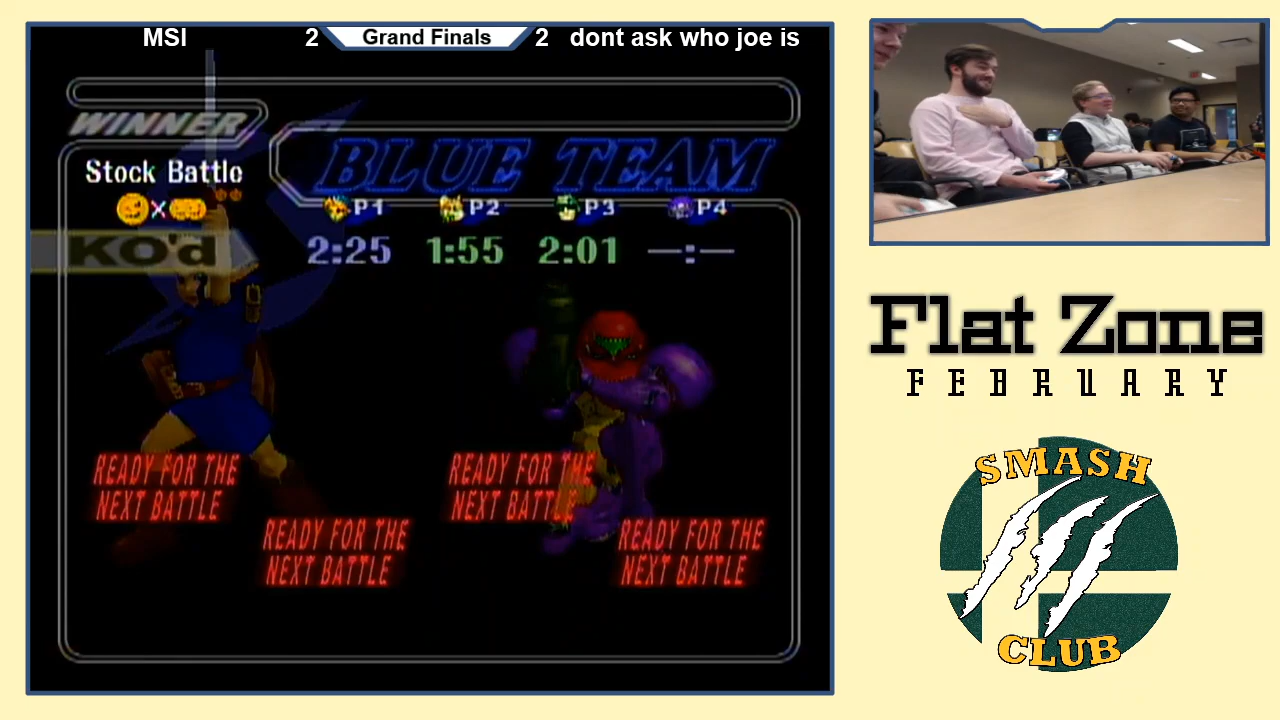 MSI 2 Grand Finals 2 dont ask who joe is
WINNER
BLUE TEAM
Stock Battle
P1 P2 P3 P4
KO'd 2:25 1:55 2:01 —:—
READY FOR THE
NEXT BATTLE
READY FOR THE
NEXT BATTLE
READY FOR THE
NEXT BATTLE
READY FOR THE
NEXT BATTLE
Flat Zone
FEBRUARY
SMASH
CLUB